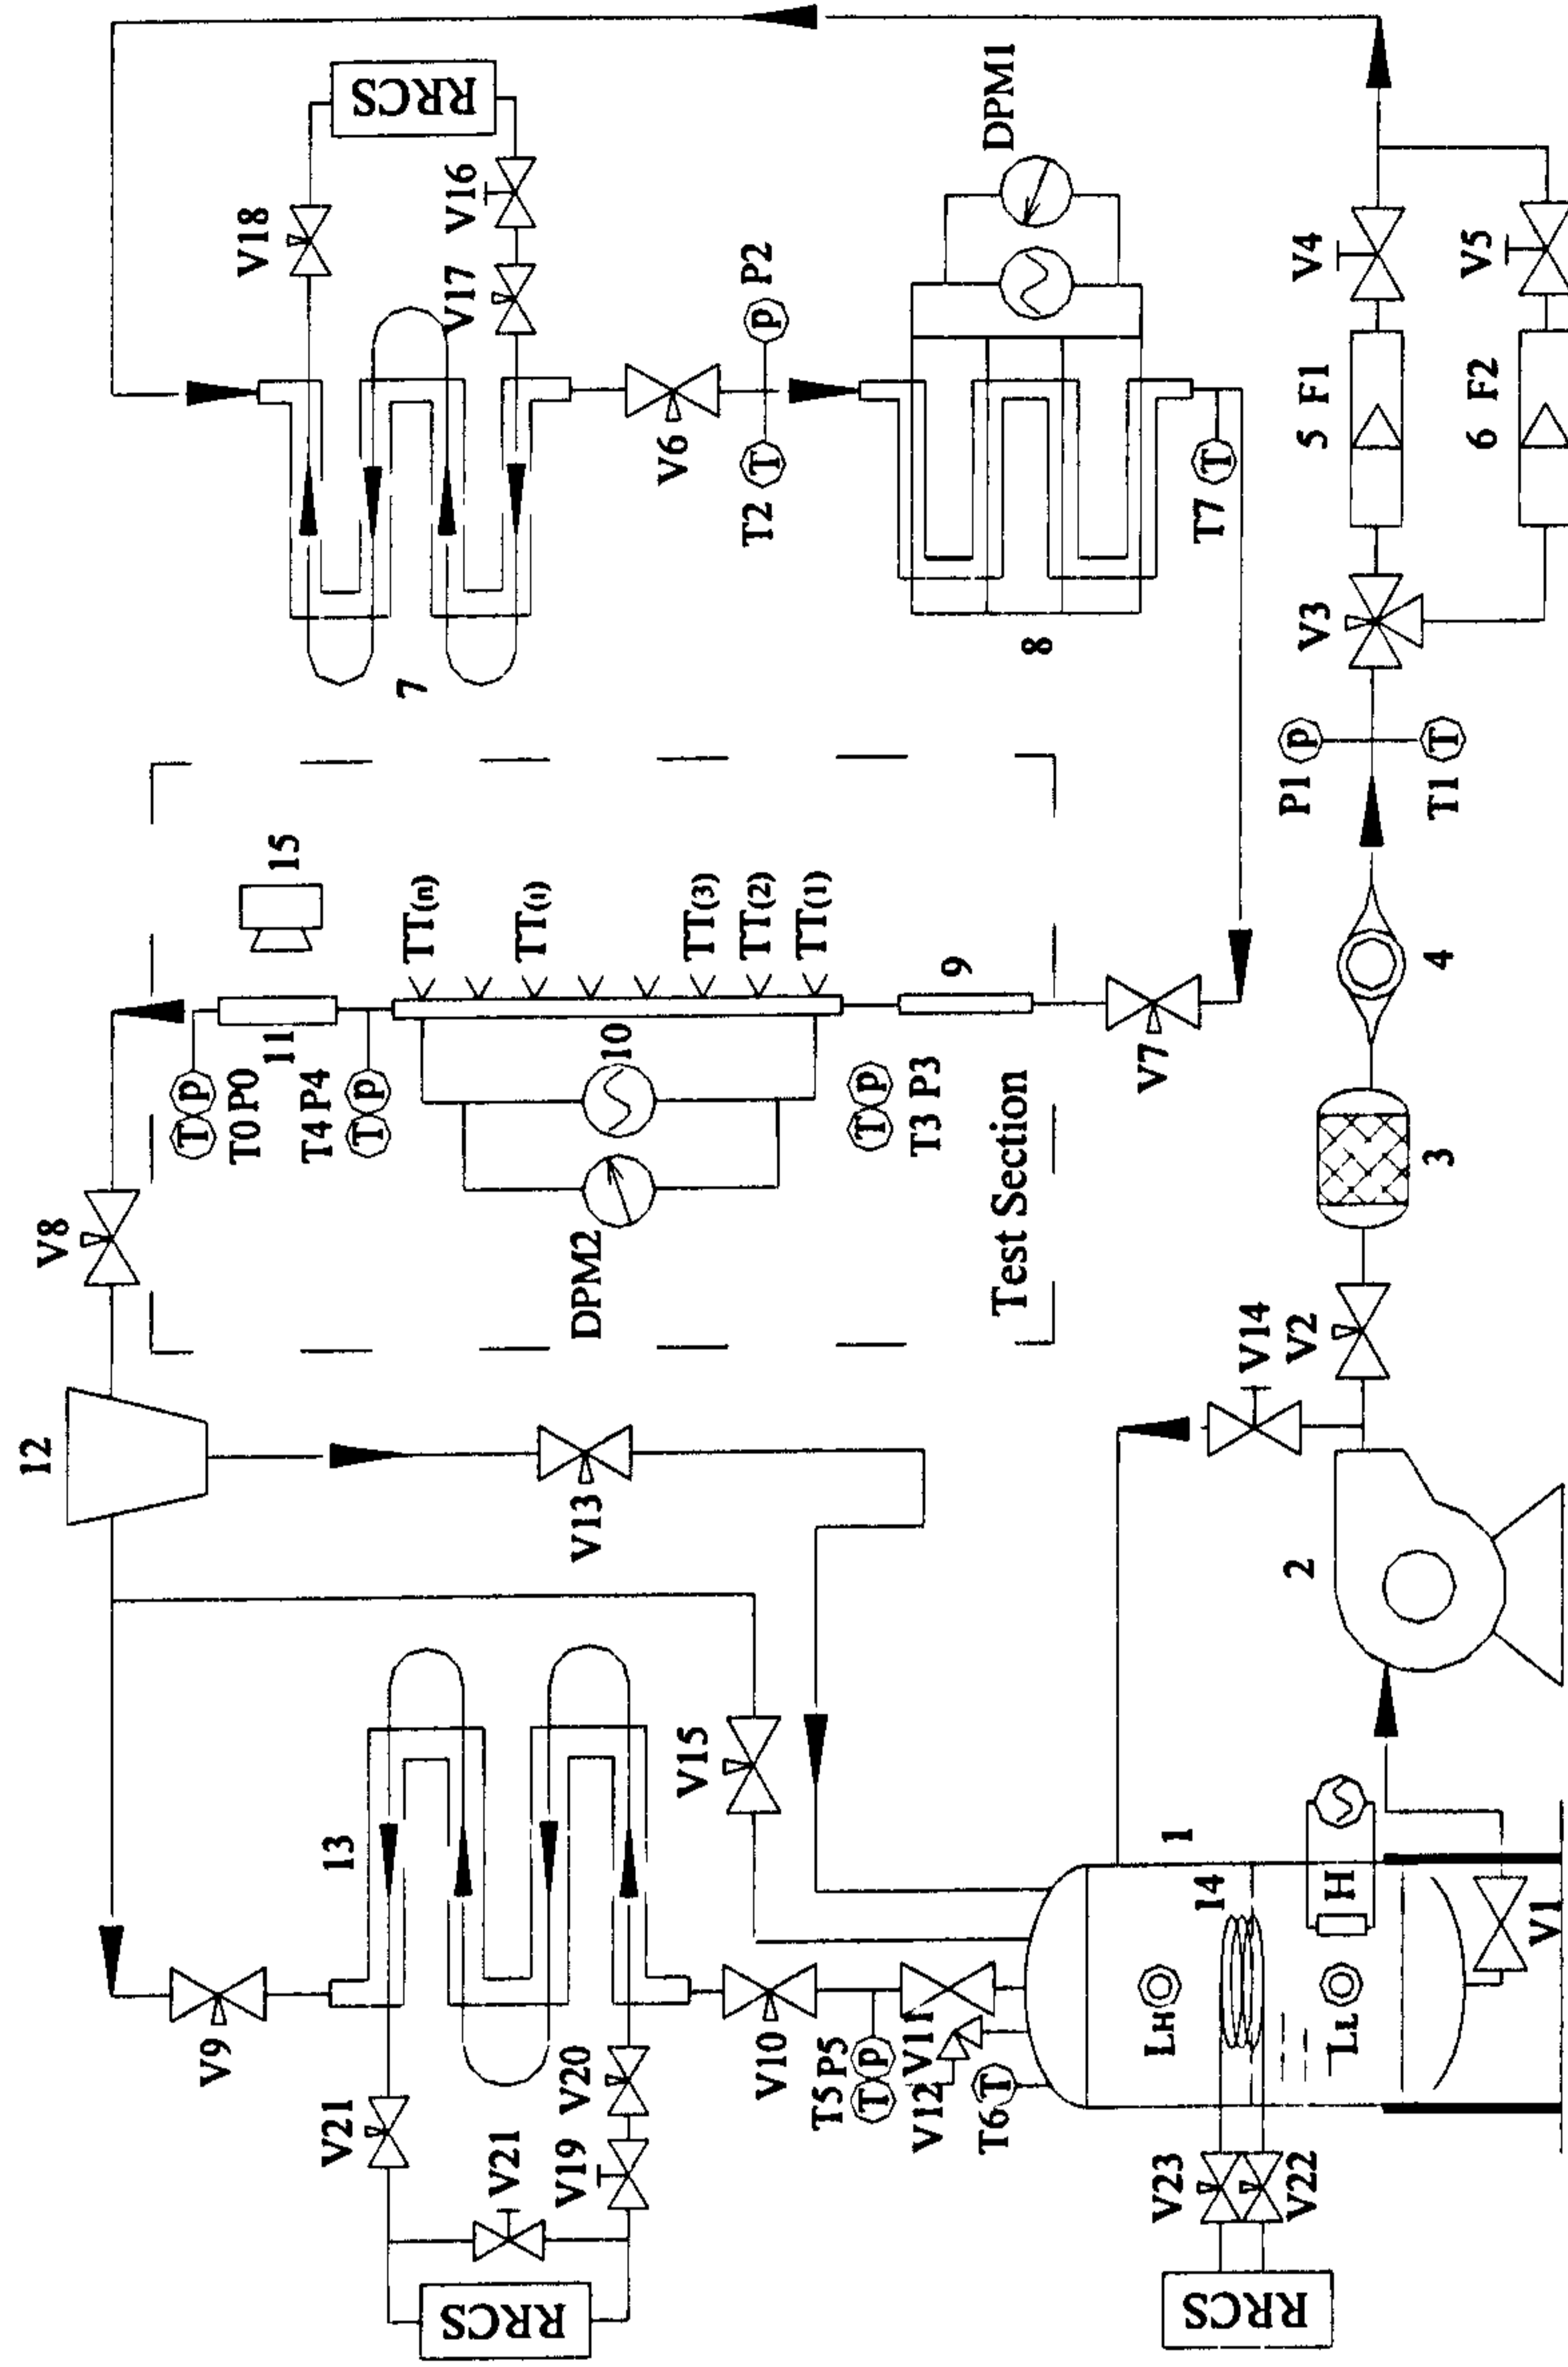 12
V8
V9
V21
13
V21
V19
V20
RRCS
V10
T5 P5
V11
V12
T6
V15
V13
1
14
LH
LL
H
V1
V23
V22
RRCS
2
V14
V2
3
4
P1
T1
V3
5 F1
6 F2
V4
V5
T0 P0
11
T4 P4
10
DPM2
T3 P3
Test Section
9
V7
15
TT(n)
TT(i)
TT(3)
TT(2)
TT(1)
7
V18
RRCS
V16
V17
V6
T2
P2
8
T7
DPM1
T
p
T
p
T
p
T
p
T
T
p
T
p
T